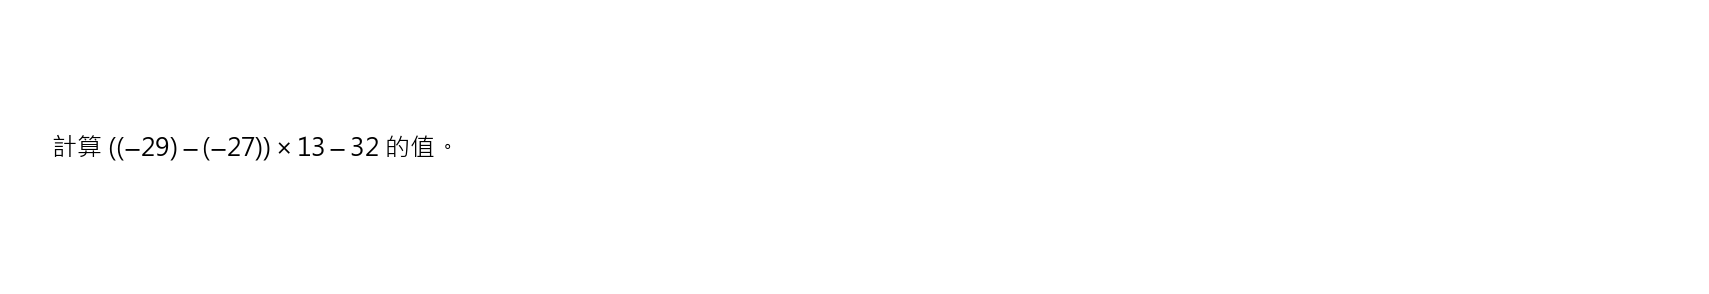 計算 ((–29) – (–27)) × 13 – 32 的值。